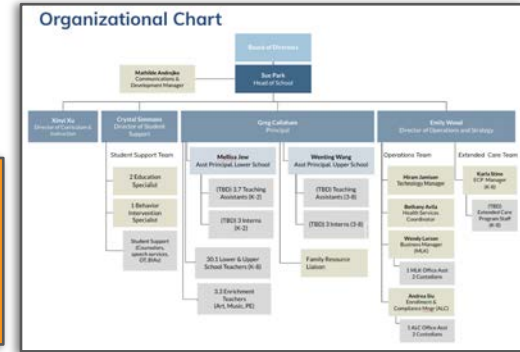 Organizational Chart
Board of Directors
Mathilde Andrejko
Communications &
Development Manager
Sue Park
Head of School
Xinyi Xu
Director of Curriculum &
Instruction
Crystal Simmons
Director of Student
Support
Greg Callaham
Principal
Emily Wood
Director of Operations and Strategy
Student Support Team
2 Education
Specialist
1 Behavior
Intervention
Specialist
Student Support
(Counselors,
speech services,
OT, BIAs)
Mellisa Jew
Asst Principal, Lower School
(TBD) 3.7 Teaching
Assistants (K-2)
(TBD) 3 Interns
(K-2)
30.1 Lower & Upper
School Teachers (K-8)
3.3 Enrichment
Teachers
(Art, Music, PE)
Wenting Wang
Asst Principal, Upper School
(TBD) Teaching
Assistants (3-8)
(TBD) 3 Interns (3-8)
Family Resource
Liaison
Operations Team
Hiram Jamison
Technology Manager
Bethany Avila
Health Services
Coordinator
Wendy Larson
Business Manager
(MLK)
1 MLK Office Asst
2 Custodians
Andrea Siu
Enrollment &
Compliance Mngr (ALC)
1 ALC Office Asst
2 Custodians
Extended Care Team
Karla Stine
ECP Manager
(K-8)
(TBD)
Extended Care
Program Staff
(K-8)